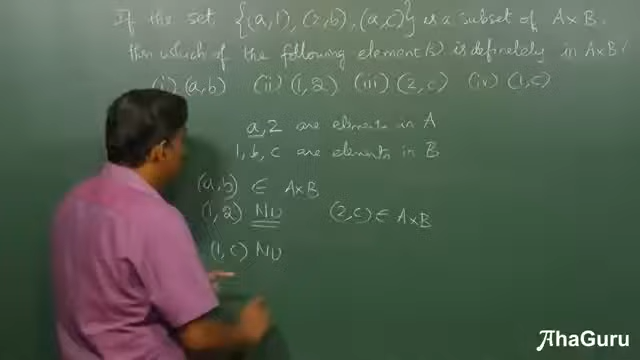 If the set {(a,1), (2,b), (a,c)} is a subset of A×B.
then which of the following element(s) is definetely in A×B?
(i) (a,b) (ii) (1,2) (iii) (2,c) (iv) (1,c)
a,2 are elements in A
1, b, c are elements in B
(a,b) ∈ A×B
(1,2) NO (2,c) ∈ A×B
(1,c) NO
AhaGuru